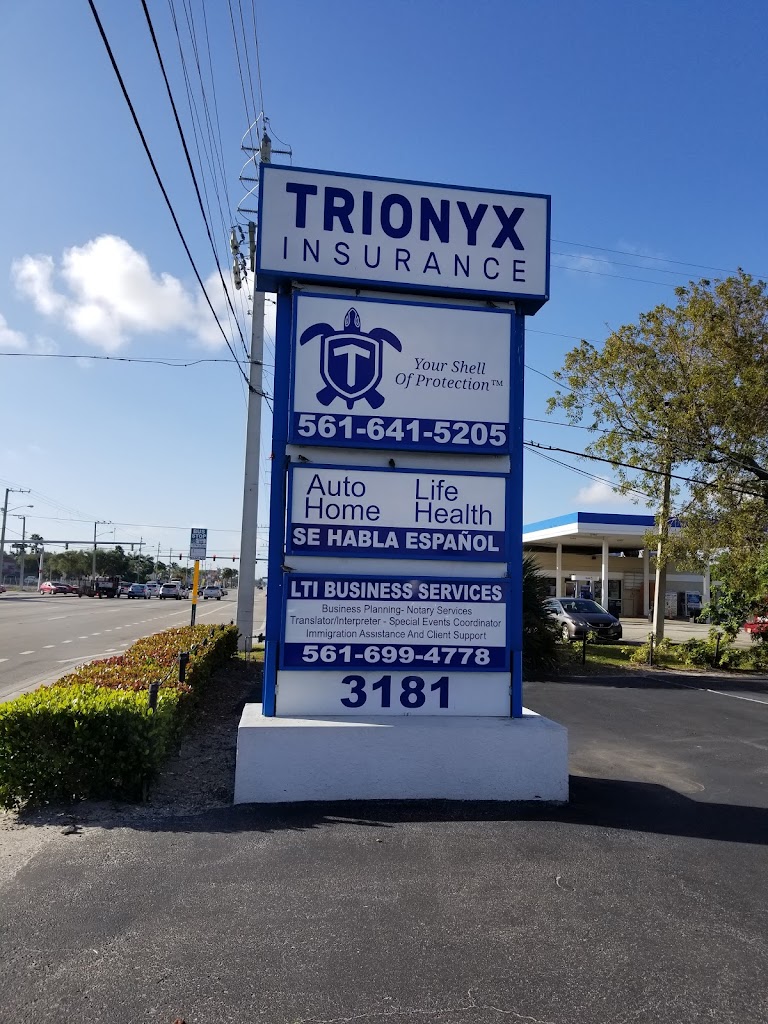 TRIONYX
INSURANCE
T
Your Shell
Of Protection™
561-641-5205
Auto Life
Home Health
SE HABLA ESPAÑOL
LTI BUSINESS SERVICES
Business Planning- Notary Services
Translator/Interpreter - Special Events Coordinator
Immigration Assistance And Client Support
561-699-4778
3181
BUS
STOP